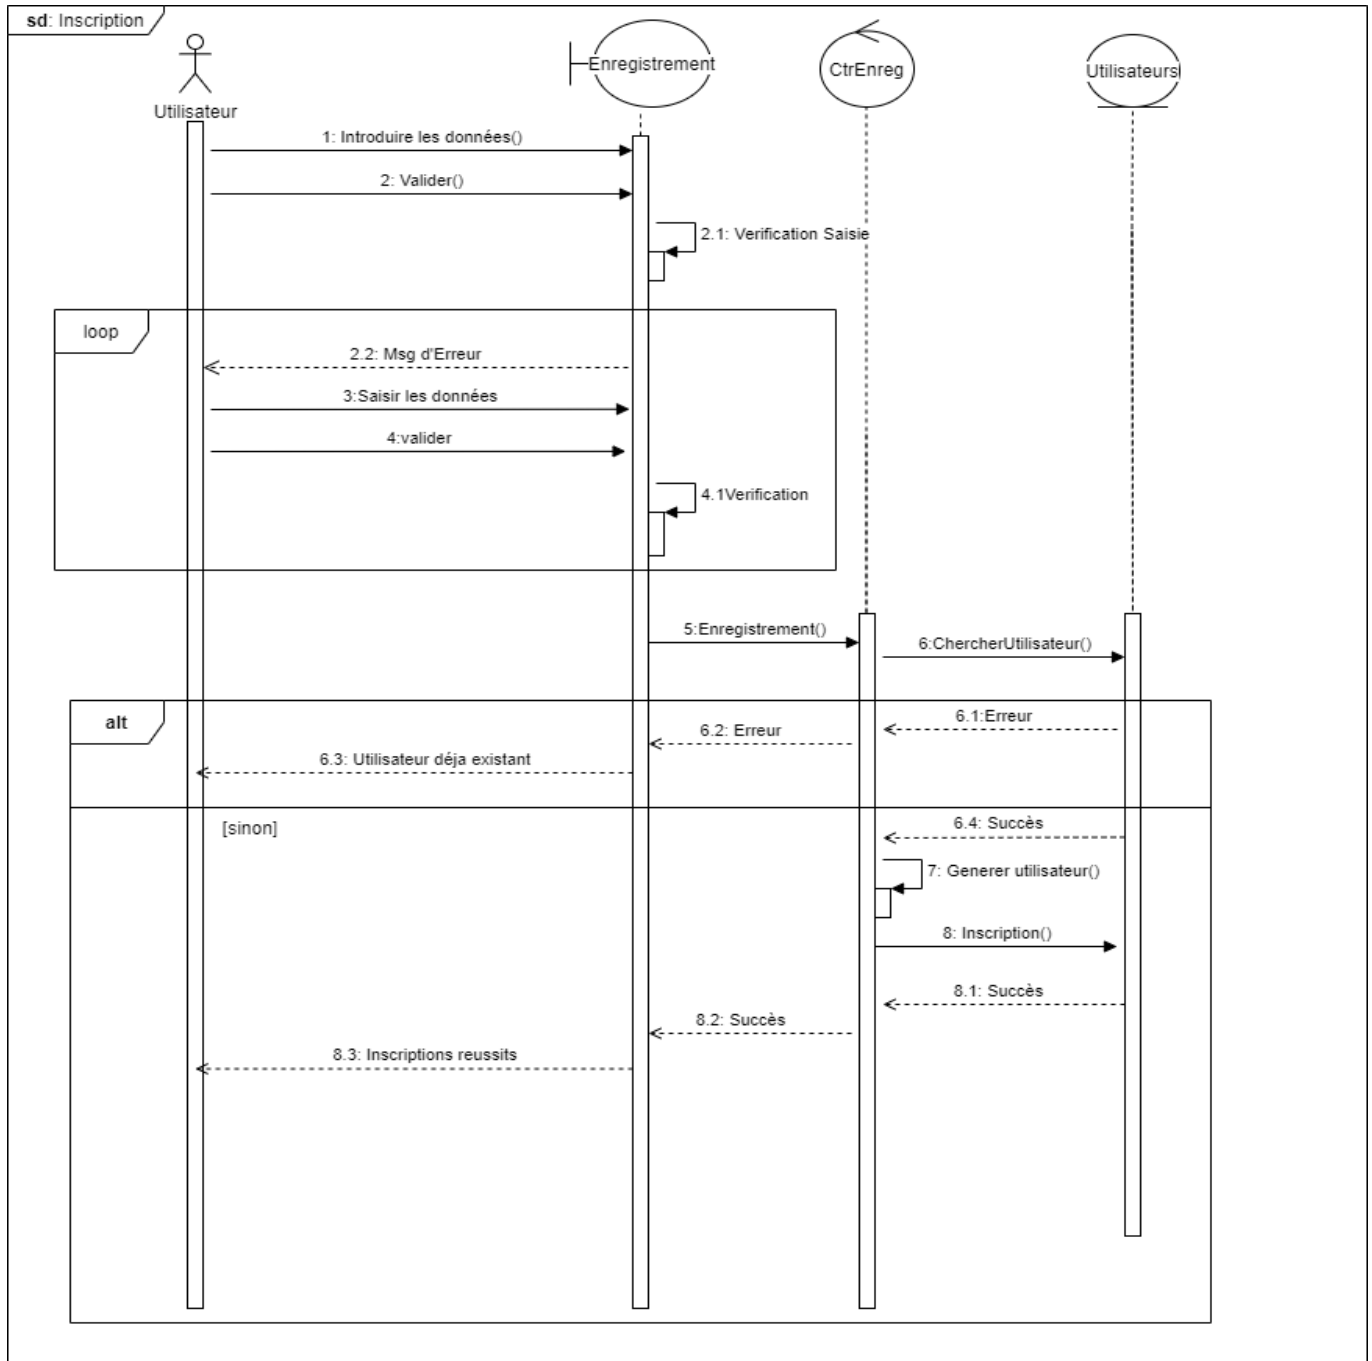 sd: Inscription
Utilisateur
Enregistrement
CtrEnreg
Utilisateurs
1: Introduire les données()
2: Valider()
2.1: Verification Saisie
loop
2.2: Msg d'Erreur
3:Saisir les données
4:valider
4.1Verification
5:Enregistrement()
6:ChercherUtilisateur()
alt
6.1:Erreur
6.2: Erreur
6.3: Utilisateur déja existant
[sinon]
6.4: Succès
7: Generer utilisateur()
8: Inscription()
8.1: Succès
8.2: Succès
8.3: Inscriptions reussits